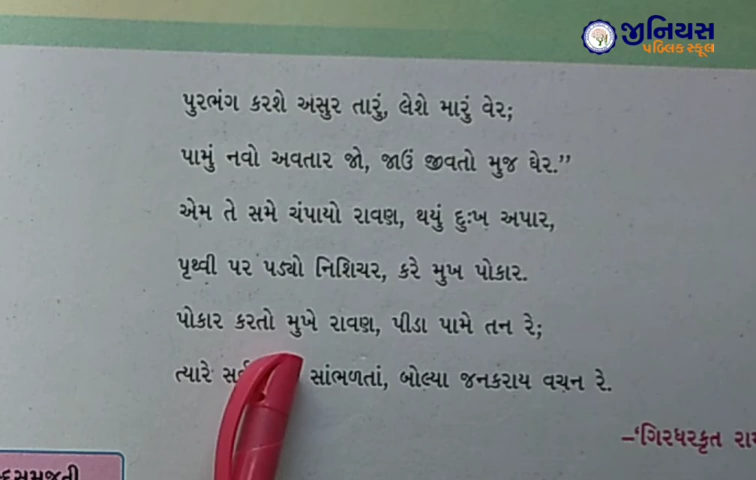 જીનિયસ
પબ્લિક સ્કૂલ
પુરભંગ કરશે અસુર તારું, લેશે મારું વેર;
પામું નવો અવતાર જો, જાઉં જીવતો મુજ ઘેર.”
એમ તે સમે ચંપાયો રાવણ, થયું દુઃખ અપાર,
પૃથ્વી પર પડ્યો નિશિચર, કરે મુખ પોકાર.
પોકાર કરતો મુખે રાવણ, પીડા પામે તન રે;
ત્યારે સાંભળતાં, બોલ્યા જનકરાય વચન રે.
–‘ગિરધરકૃત